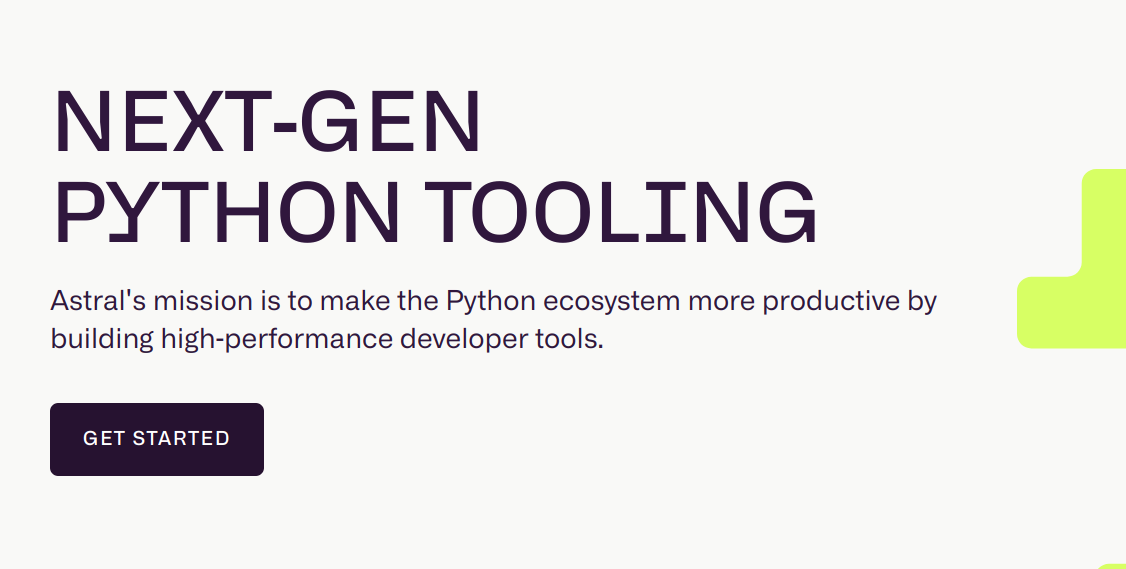 NEXT-GEN
PYTHON TOOLING
Astral's mission is to make the Python ecosystem more productive by
building high-performance developer tools.
GET STARTED